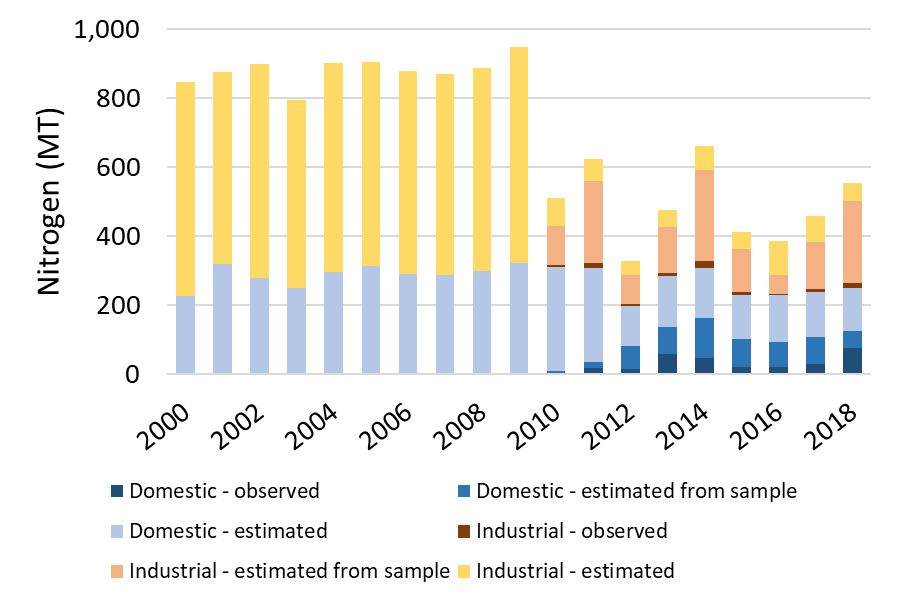 1,000
800
600
400
200
0
Nitrogen (MT)
2000 2002 2004 2006 2008 2010 2012 2014 2016 2018
Domestic - observed Domestic - estimated from sample
Domestic - estimated Industrial - observed
Industrial - estimated from sample Industrial - estimated